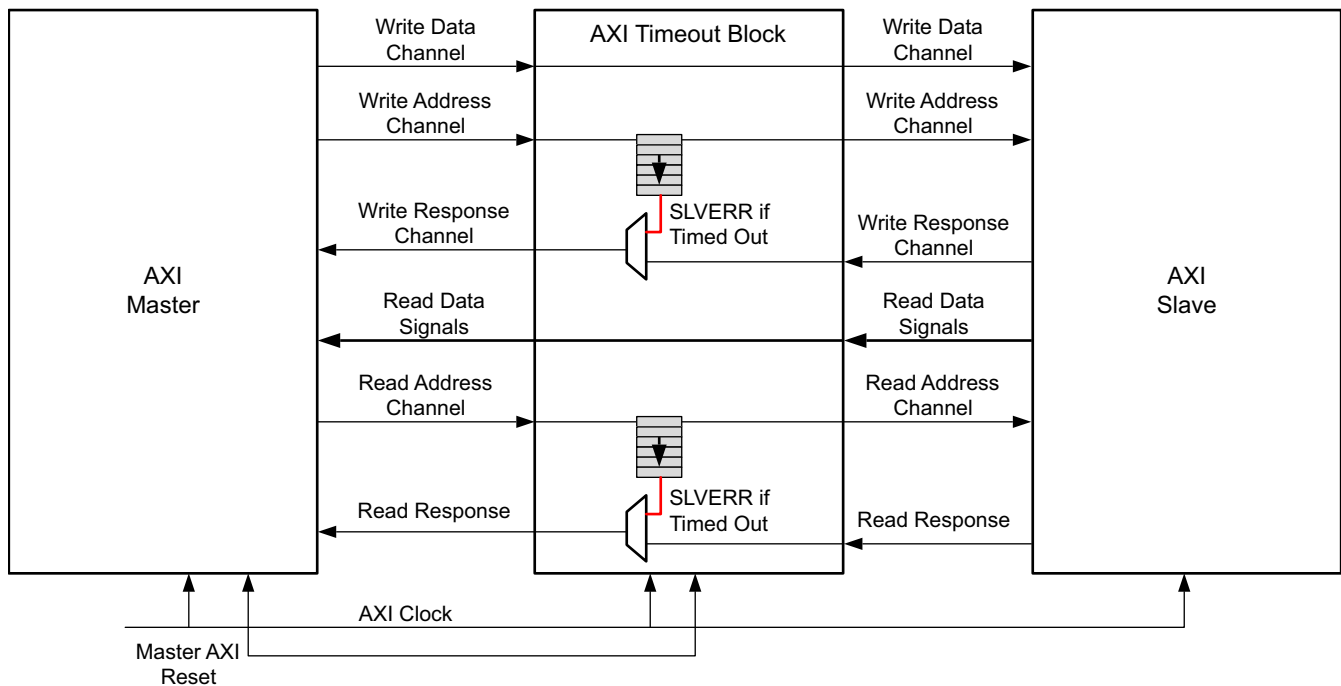 Write Data
Channel
AXI Timeout Block
Write Data
Channel
Write Address
Channel
Write Address
Channel
Write Response
Channel
SLVERR if
Timed Out
Write Response
Channel
AXI
Master
AXI
Slave
Read Data
Signals
Read Data
Signals
Read Address
Channel
Read Address
Channel
Read Response
SLVERR if
Timed Out
Read Response
AXI Clock
Master AXI
Reset